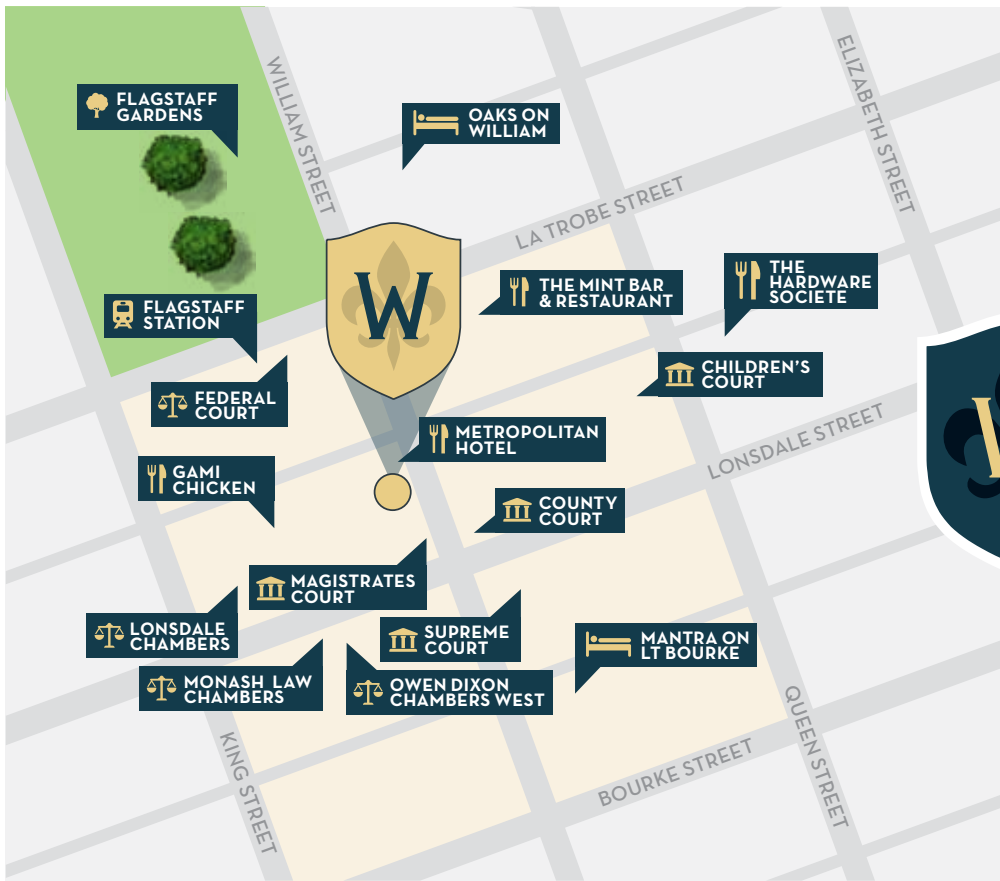 WILLIAM STREET
ELIZABETH STREET
FLAGSTAFF
GARDENS
OAKS ON
WILLIAM
LA TROBE STREET
W
THE MINT BAR
& RESTAURANT
THE
HARDWARE
SOCIETE
FLAGSTAFF
STATION
CHILDREN'S
COURT
FEDERAL
COURT
METROPOLITAN
HOTEL
LONSDALE STREET
GAMI
CHICKEN
COUNTY
COURT
MAGISTRATES
COURT
LONSDALE
CHAMBERS
SUPREME
COURT
MANTRA ON
LT BOURKE
MONASH LAW
CHAMBERS
OWEN DIXON
CHAMBERS WEST
KING STREET
BOURKE STREET
QUEEN STREET